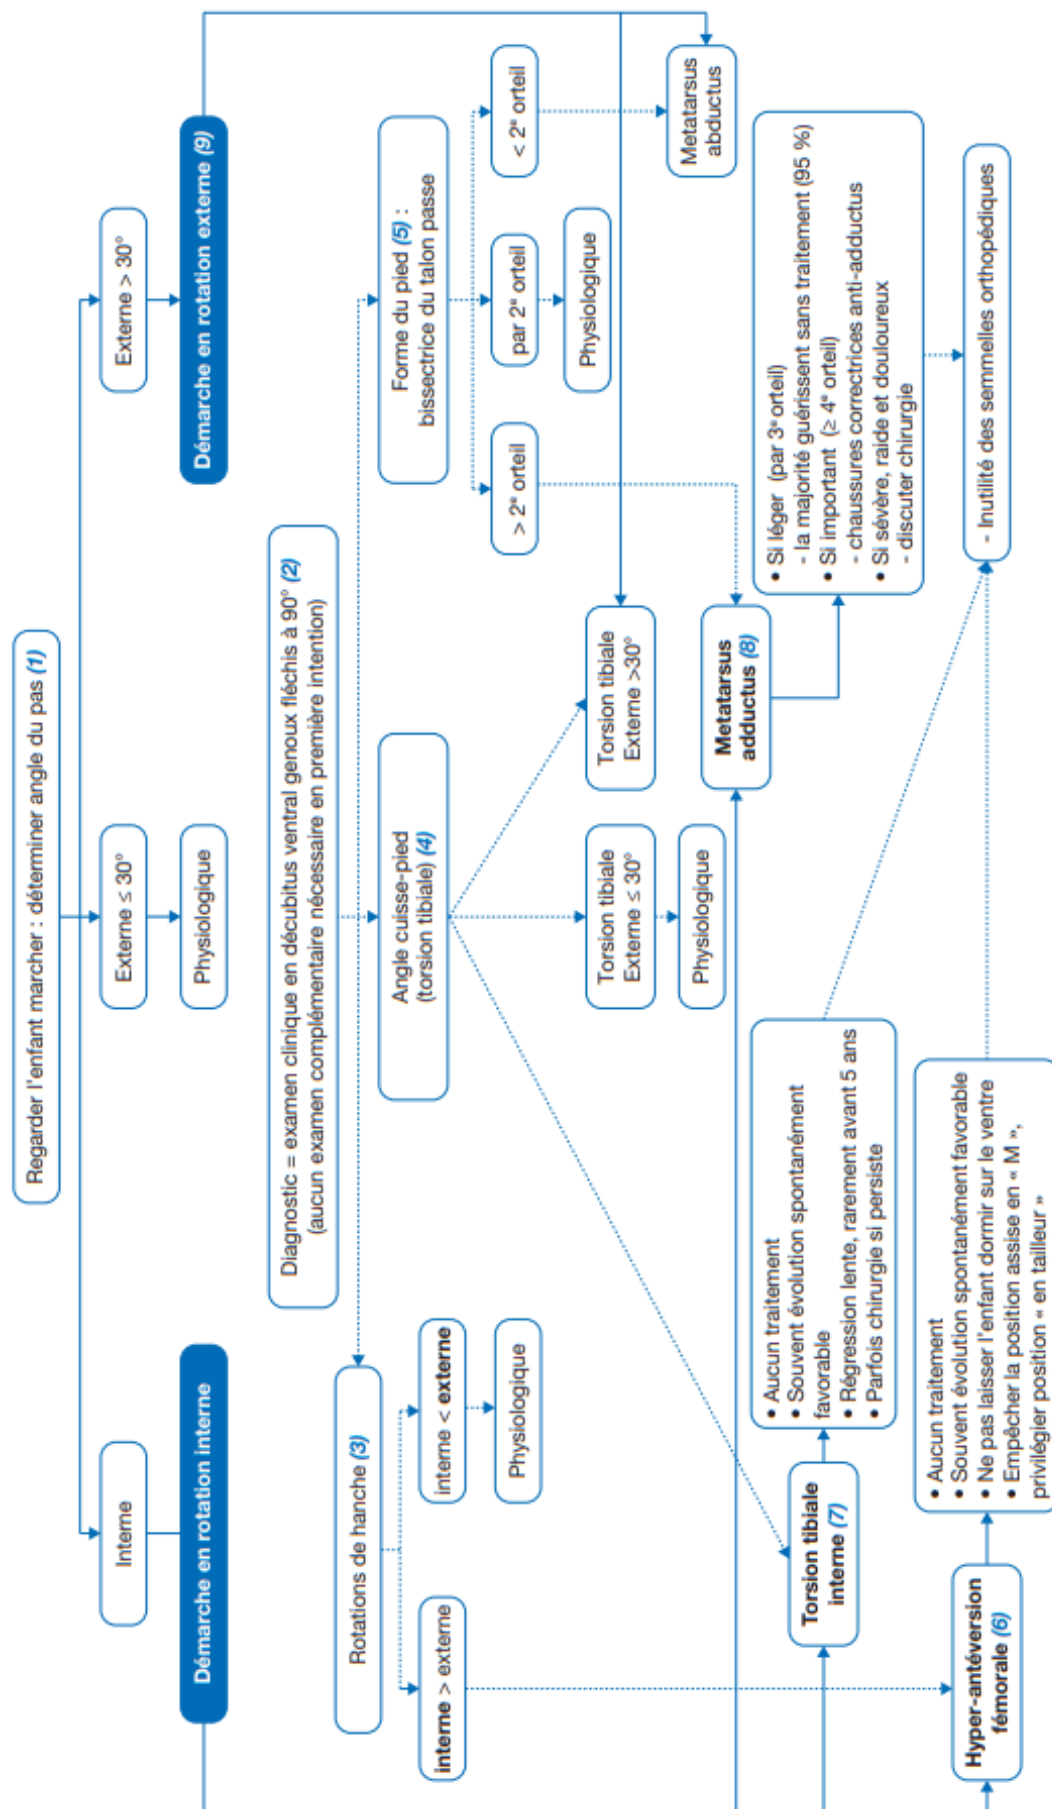 Regarder l'enfant marcher : déterminer angle du pas (1)
Interne
Externe ≤ 30°
Externe > 30°
Démarche en rotation interne
Physiologique
Démarche en rotation externe (9)
Diagnostic = examen clinique en décubitus ventral genoux fléchis à 90° (2)
(aucun examen complémentaire nécessaire en première intention)
Rotations de hanche (3)
Angle cuisse-pied
(torsion tibiale) (4)
Forme du pied (5) :
bissectrice du talon passe
interne > externe
interne < externe
Physiologique
> 2e orteil
par 2e orteil
< 2e orteil
Physiologique
Torsion tibiale
Externe ≤ 30°
Physiologique
Torsion tibiale
Externe >30°
Metatarsus
abductus
Metatarsus
adductus (8)
• Si léger (par 3e orteil)
- la majorité guérissent sans traitement (95 %)
• Si important (≥ 4e orteil)
- chaussures correctrices anti-adductus
• Si sévère, raide et douloureux
- discuter chirurgie
Torsion tibiale
interne (7)
• Aucun traitement
• Souvent évolution spontanément
favorable
• Régression lente, rarement avant 5 ans
• Parfois chirurgie si persiste
Hyper-antéversion
fémorale (6)
• Aucun traitement
• Souvent évolution spontanément favorable
• Ne pas laisser l'enfant dormir sur le ventre
• Empêcher la position assise en « M »,
privilégier position « en tailleur »
- Inutilité des semmelles orthopédiques